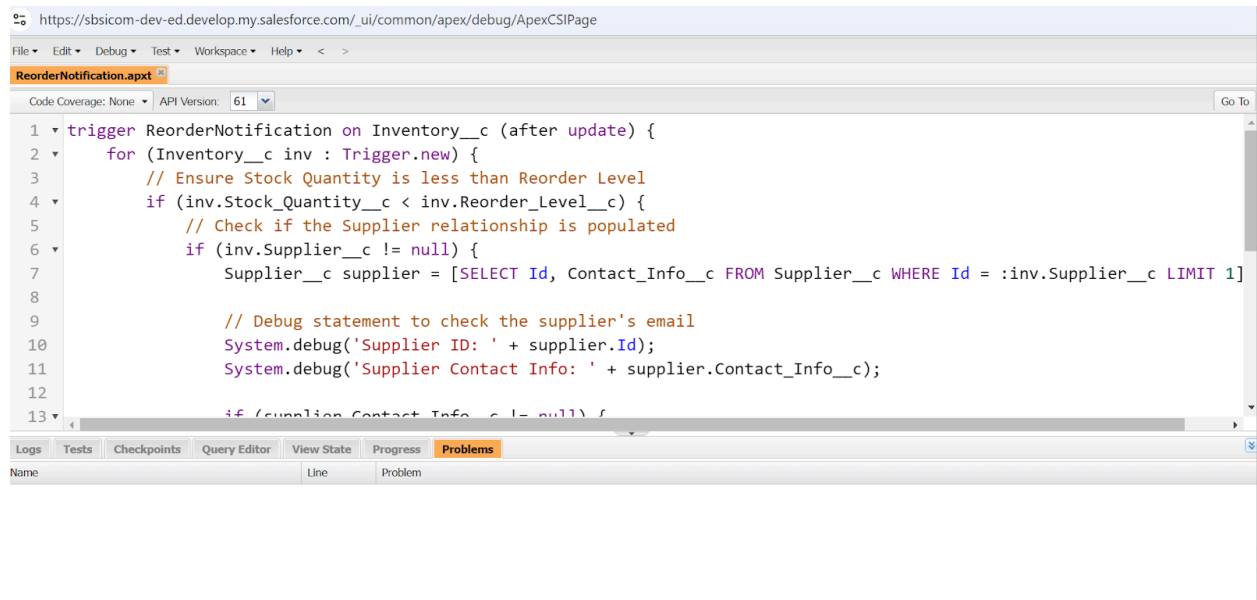 https://sbsicom-dev-ed.develop.my.salesforce.com/_ui/common/apex/debug/ApexCSIPage
File Edit Debug Test Workspace Help < >
ReorderNotification.apxt
Code Coverage: None API Version: 61 Go To
1 trigger ReorderNotification on Inventory__c (after update) {
2 for (Inventory__c inv : Trigger.new) {
3 // Ensure Stock Quantity is less than Reorder Level
4 if (inv.Stock_Quantity__c < inv.Reorder_Level__c) {
5 // Check if the Supplier relationship is populated
6 if (inv.Supplier__c != null) {
7 Supplier__c supplier = [SELECT Id, Contact_Info__c FROM Supplier__c WHERE Id = :inv.Supplier__c LIMIT 1]
8
9 // Debug statement to check the supplier's email
10 System.debug('Supplier ID: ' + supplier.Id);
11 System.debug('Supplier Contact Info: ' + supplier.Contact_Info__c);
12
13 if (supplier.Contact_Info__c != null) {
Logs Tests Checkpoints Query Editor View State Progress Problems
Name Line Problem